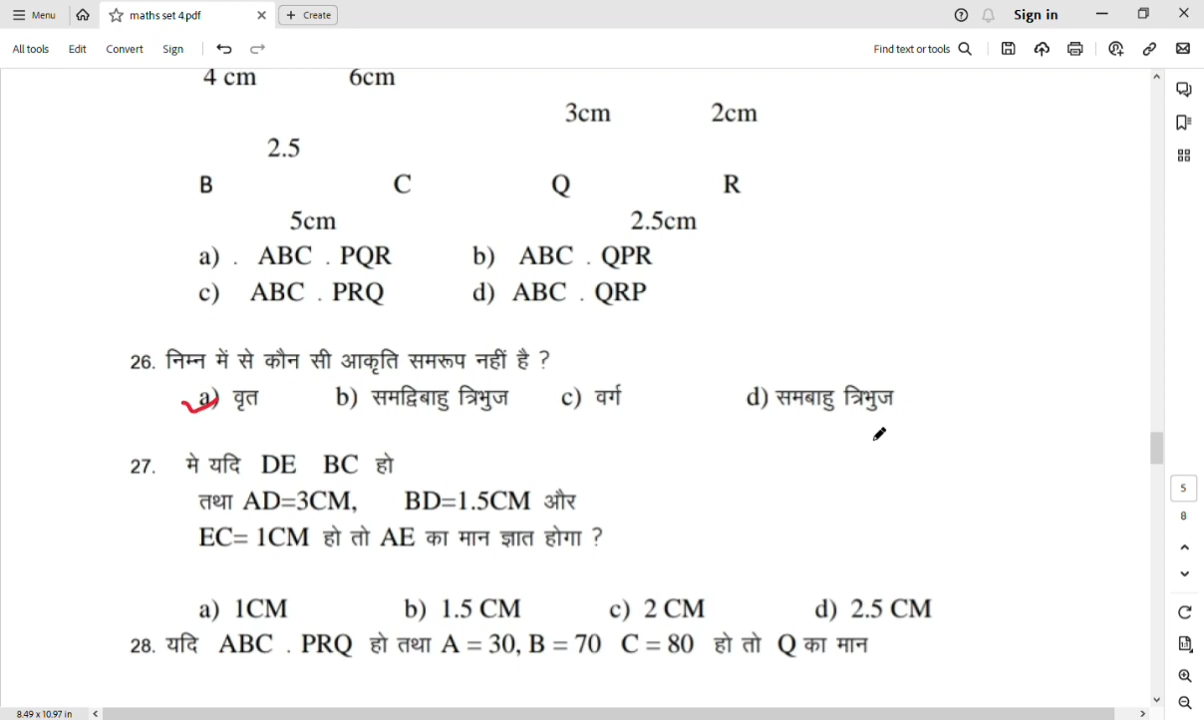 Menu maths set 4.pdf Create Sign in
All tools Edit Convert Sign Find text or tools
4 cm 6cm
3cm 2cm
2.5
B C Q R
5cm 2.5cm
a) . ABC . PQR b) ABC . QPR
c) ABC . PRQ d) ABC . QRP
26. निम्न में से कौन सी आकृति समरूप नहीं है ?
a) वृत b) समद्विबाहु त्रिभुज c) वर्ग d) समबाहु त्रिभुज
27. मे यदि DE BC हो
तथा AD=3CM, BD=1.5CM और
EC= 1CM हो तो AE का मान ज्ञात होगा ?
5
8
a) 1CM b) 1.5 CM c) 2 CM d) 2.5 CM
28. यदि ABC . PRQ हो तथा A = 30, B = 70 C = 80 हो तो Q का मान
8.49 x 10.97 in